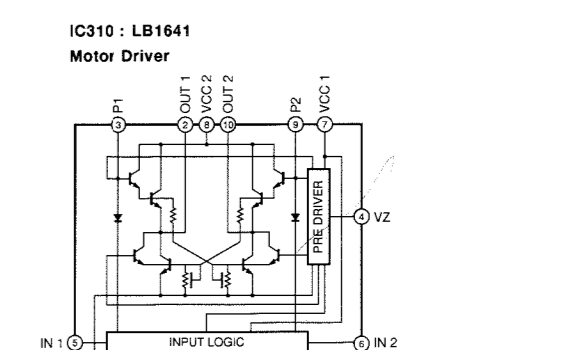 IC310 : LB1641
Motor Driver
P1
OUT 1
VCC 2
OUT 2
P2
VCC 1
3
2
8
10
9
7
PRE DRIVER
4 VZ
IN 1 5
INPUT LOGIC
6 IN 2